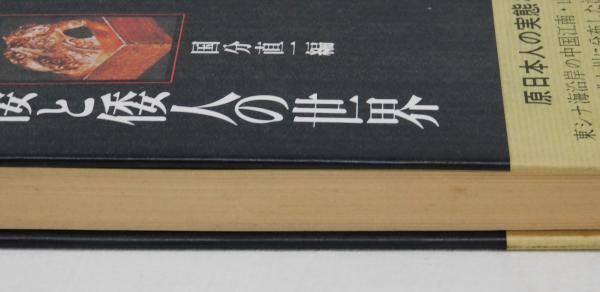 倭と倭人の世界
国分直一編
原日本人の実態
東シナ海沿岸の中国江南・